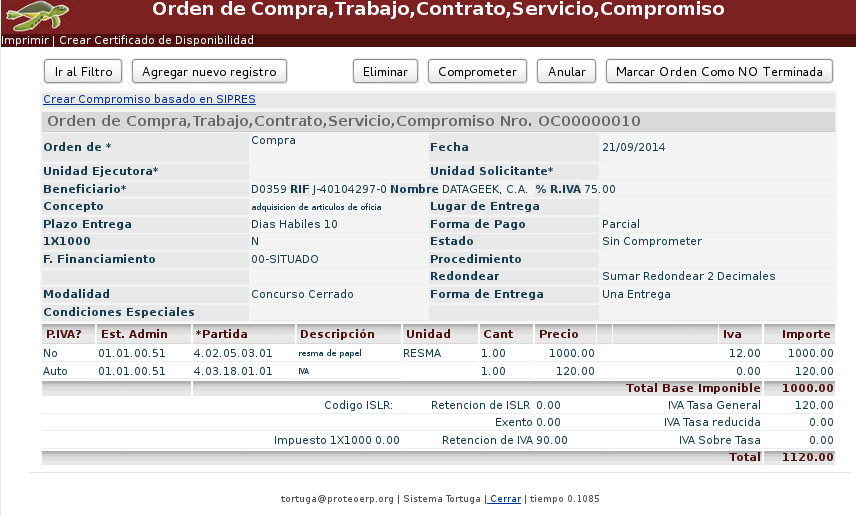 Orden de Compra,Trabajo,Contrato,Servicio,Compromiso
Imprimir | Crear Certificado de Disponibilidad
Ir al Filtro Agregar nuevo registro Eliminar Comprometer Anular Marcar Orden Como NO Terminada
Crear Compromiso basado en SIPRES
Orden de Compra,Trabajo,Contrato,Servicio,Compromiso Nro. OC00000010
Orden de * Compra Fecha 21/09/2014
Unidad Ejecutora* Unidad Solicitante*
Beneficiario* D0359 RIF J-40104297-0 Nombre DATAGEEK, C.A. % R.IVA 75.00
Concepto adquisicion de articulos de oficia Lugar de Entrega
Plazo Entrega Dias Habiles 10 Forma de Pago Parcial
1X1000 N Estado Sin Comprometer
F. Financiamiento 00-SITUADO Procedimiento
Redondear Sumar Redondear 2 Decimales
Modalidad Concurso Cerrado Forma de Entrega Una Entrega
Condiciones Especiales
P.IVA? Est. Admin *Partida Descripción Unidad Cant Precio Iva Importe
No 01.01.00.51 4.02.05.03.01 resma de papel RESMA 1.00 1000.00 12.00 1000.00
Auto 01.01.00.51 4.03.18.01.01 IVA 1.00 120.00 0.00 120.00
Total Base Imponible 1000.00
Codigo ISLR: Retencion de ISLR 0.00 IVA Tasa General 120.00
Exento 0.00 IVA Tasa reducida 0.00
Impuesto 1X1000 0.00 Retencion de IVA 90.00 IVA Sobre Tasa 0.00
Total 1120.00
tortuga@proteoerp.org | Sistema Tortuga | Cerrar | tiempo 0.1085